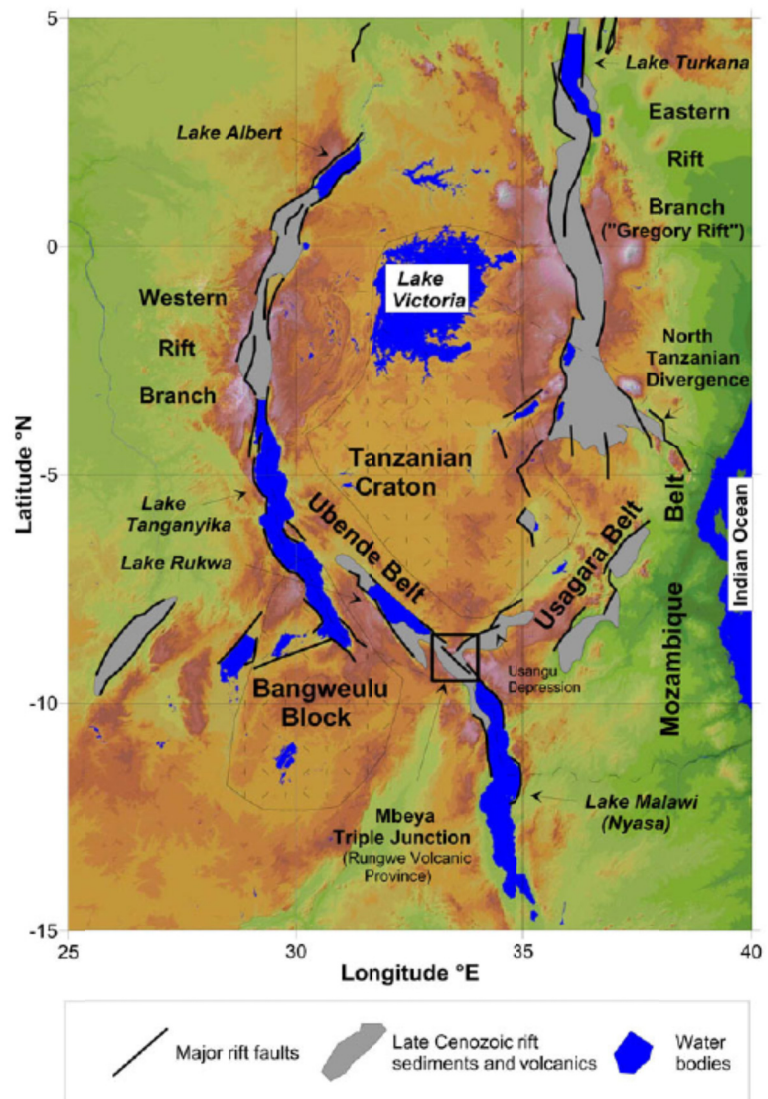 5
Lake Turkana
Eastern
Rift
Branch
("Gregory Rift")
Lake Albert
0
Lake
Victoria
Western
Rift
Branch
North
Tanzanian
Divergence
Tanzanian
Craton
-5
Latitude °N
Lake
Tanganyika
Ubende Belt
Belt
Mozambique
Usagara Belt
Indian Ocean
Lake Rukwa
Usangu
Depression
Bangweulu
Block
-10
Mbeya
Triple Junction
(Rungwe Volcanic
Province)
Lake Malawi
(Nyasa)
-15
25
30
35
40
Longitude °E
Major rift faults
Late Cenozoic rift
sediments and volcanics
Water
bodies